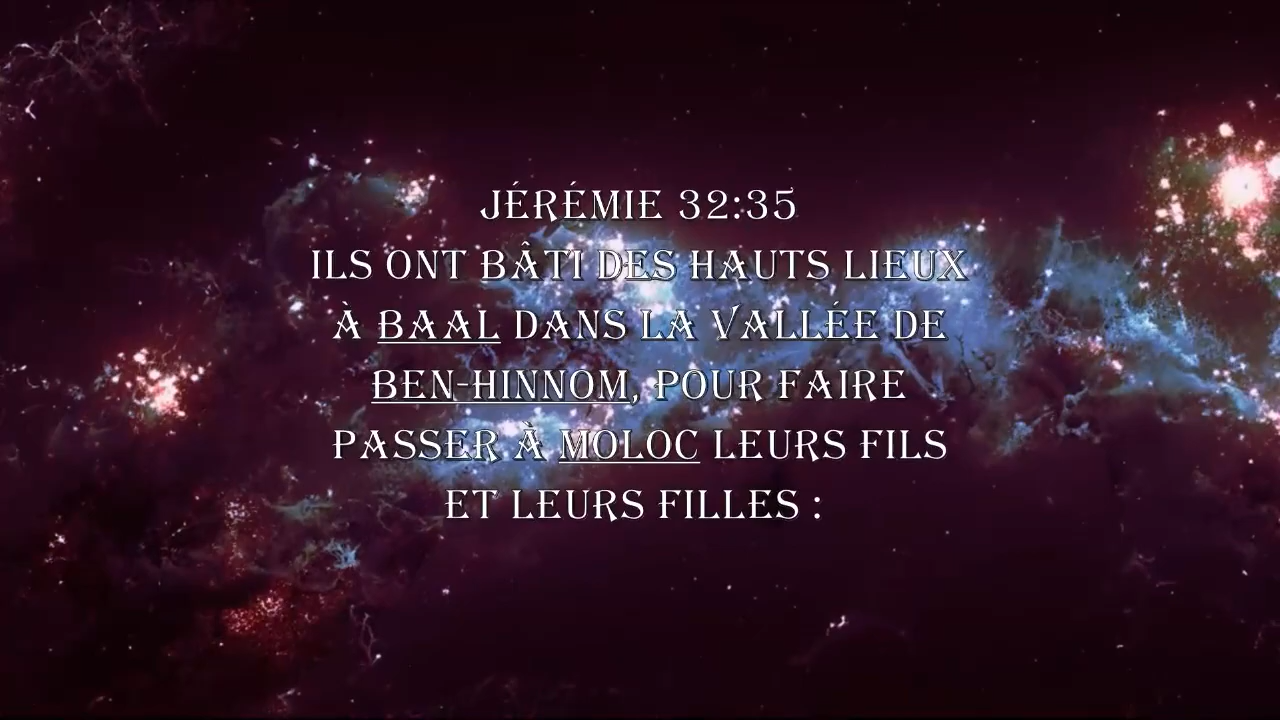 JÉRÉMIE 32:35
ILS ONT BÂTI DES HAUTS LIEUX
À BAAL DANS LA VALLÉE DE
BEN-HINNOM, POUR FAIRE
PASSER À MOLOC LEURS FILS
ET LEURS FILLES :